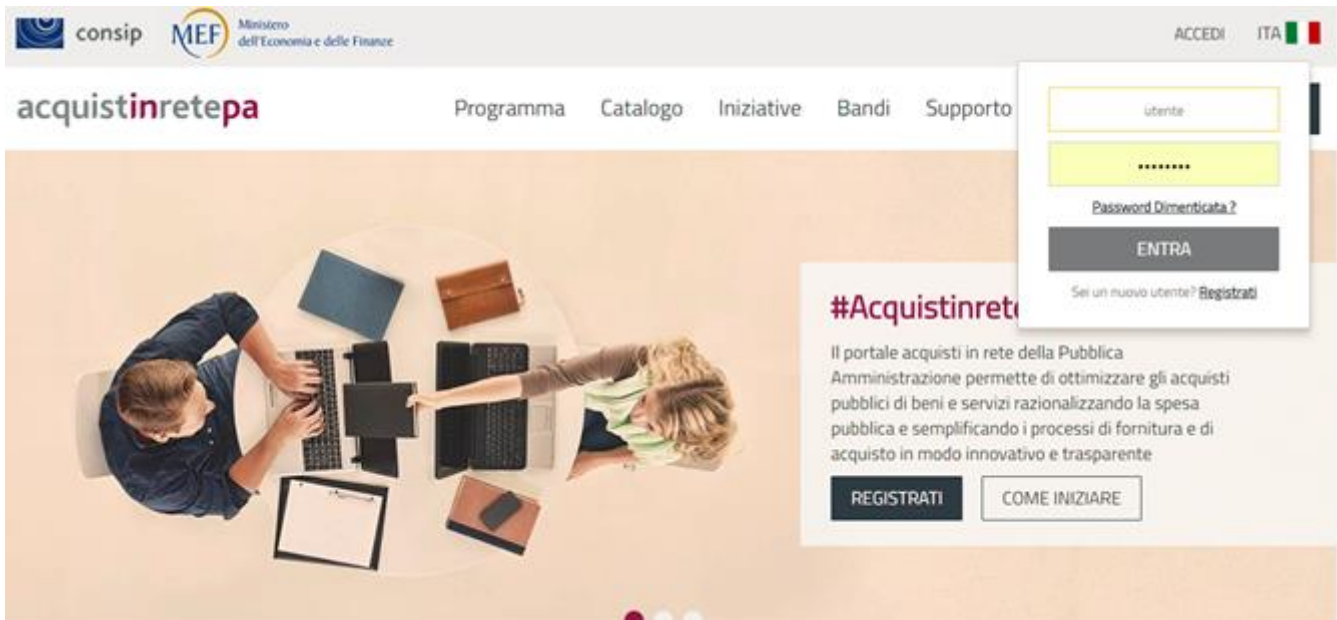 consip MEF Ministero
dell'Economia e delle Finanze
ACCEDI ITA
acquistinretepa
Programma Catalogo Iniziative Bandi Supporto
utente
••••••••
Password Dimenticata ?
ENTRA
Sei un nuovo utente? Registrati
#Acquistinrete
Il portale acquisti in rete della Pubblica
Amministrazione permette di ottimizzare gli acquisti
pubblici di beni e servizi razionalizzando la spesa
pubblica e semplificando i processi di fornitura e di
acquisto in modo innovativo e trasparente
REGISTRATI COME INIZIARE